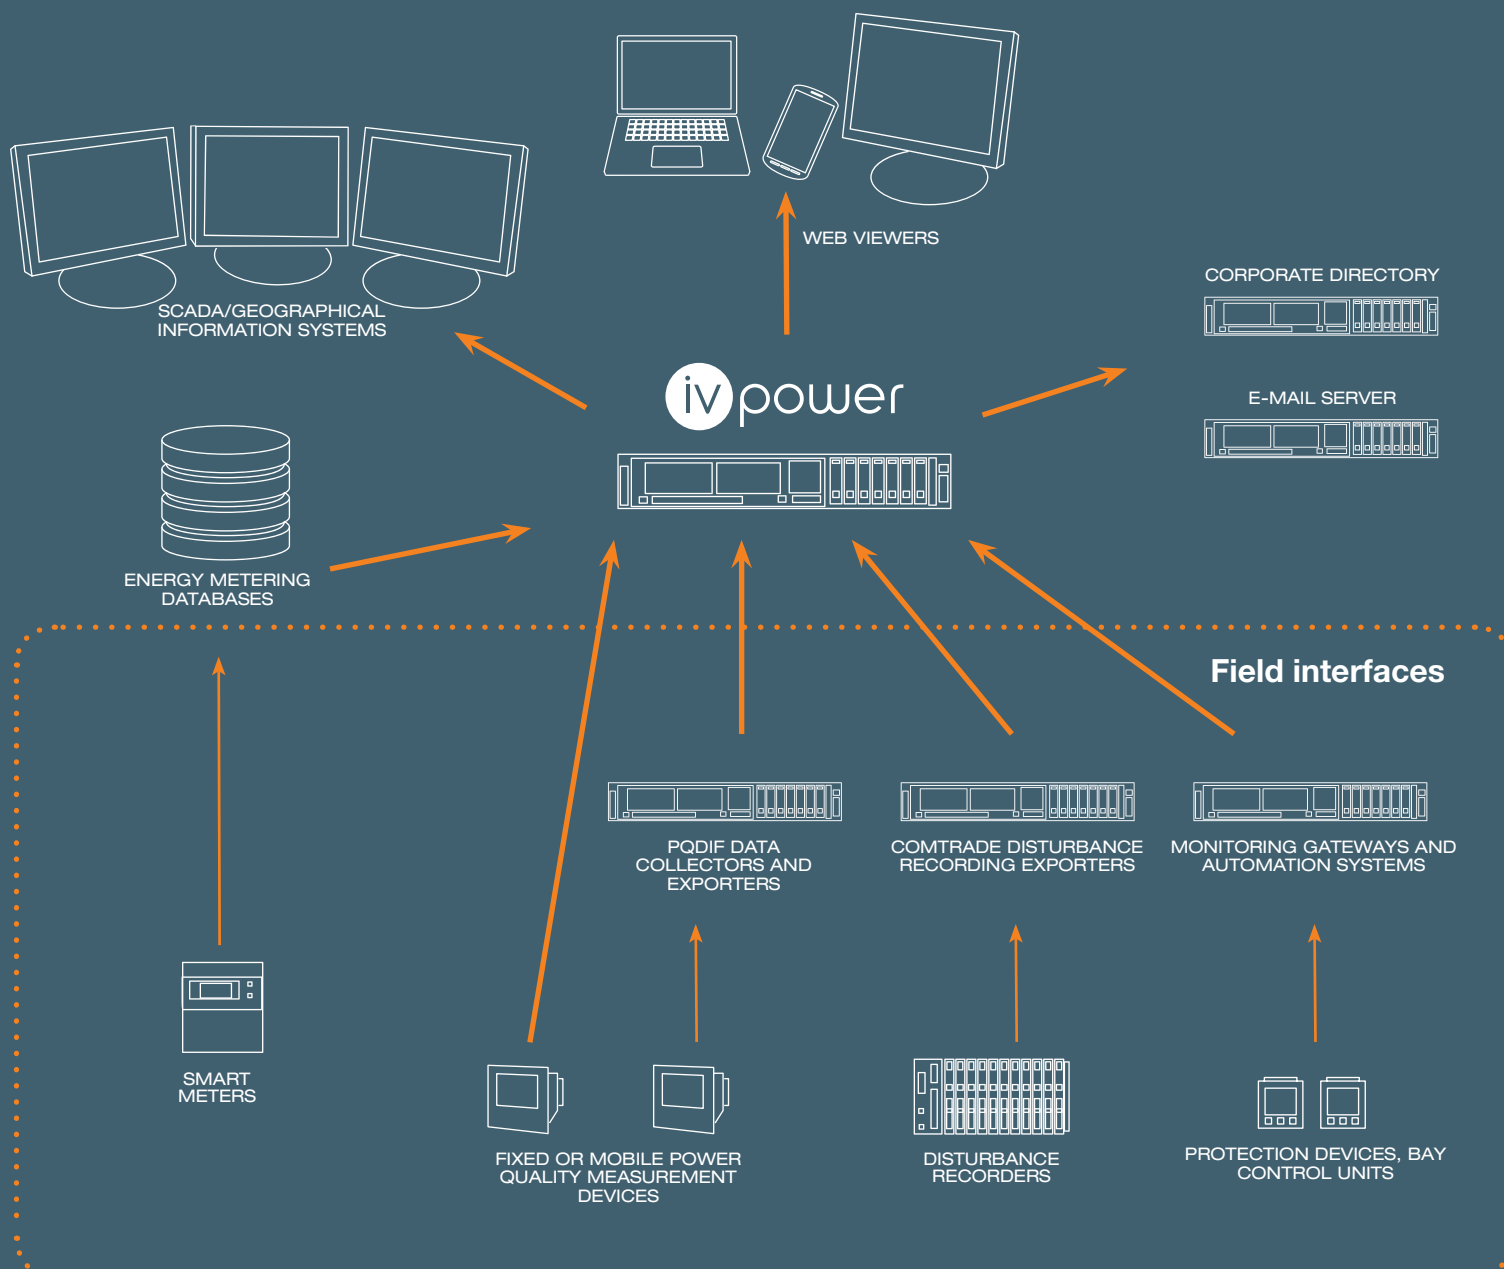 WEB VIEWERS
CORPORATE DIRECTORY
SCADA/GEOGRAPHICAL
INFORMATION SYSTEMS
ivpower
E-MAIL SERVER
ENERGY METERING
DATABASES
Field interfaces
PQDIF DATA
COLLECTORS AND
EXPORTERS
COMTRADE DISTURBANCE
RECORDING EXPORTERS
MONITORING GATEWAYS AND
AUTOMATION SYSTEMS
SMART
METERS
FIXED OR MOBILE POWER
QUALITY MEASUREMENT
DEVICES
DISTURBANCE
RECORDERS
PROTECTION DEVICES, BAY
CONTROL UNITS